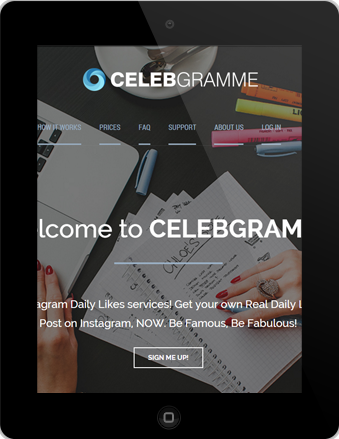 CELEBGRAMME
HOW IT WORKS PRICES FAQ SUPPORT ABOUT US LOG IN
lcome to CELEBGRAM
agram Daily Likes services! Get your own Real Daily L
Post on Instagram, NOW. Be Famous, Be Fabulous!
SIGN ME UP!